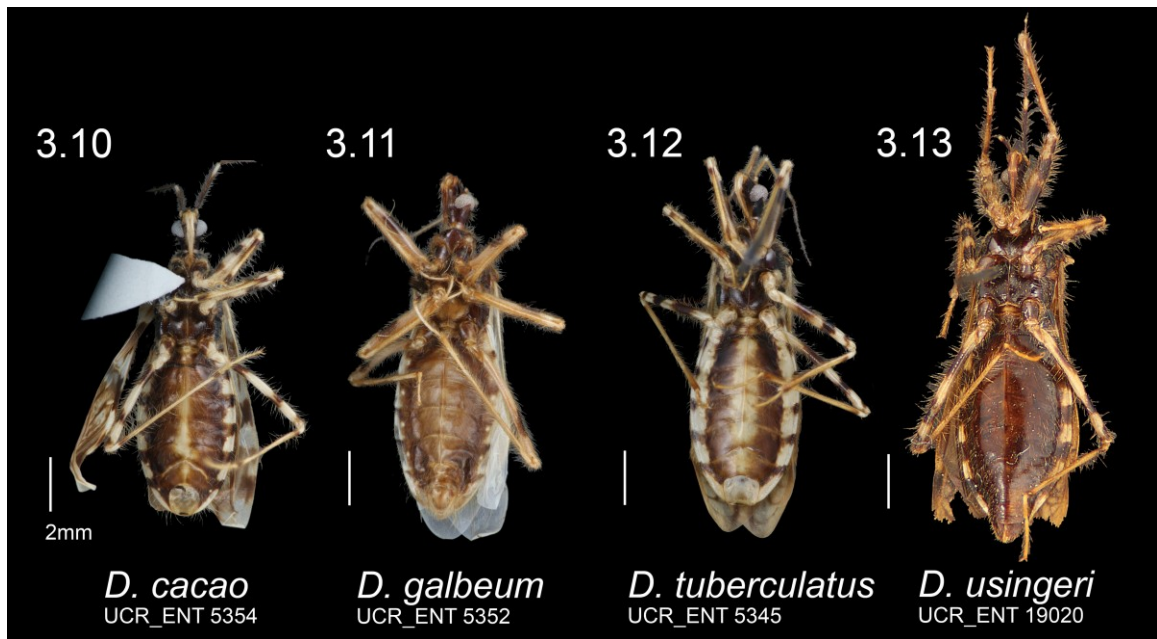 3.10
3.11
3.12
3.13
2mm
D. cacao
UCR_ENT 5354
D. galbeum
UCR_ENT 5352
D. tuberculatus
UCR_ENT 5345
D. usingeri
UCR_ENT 19020